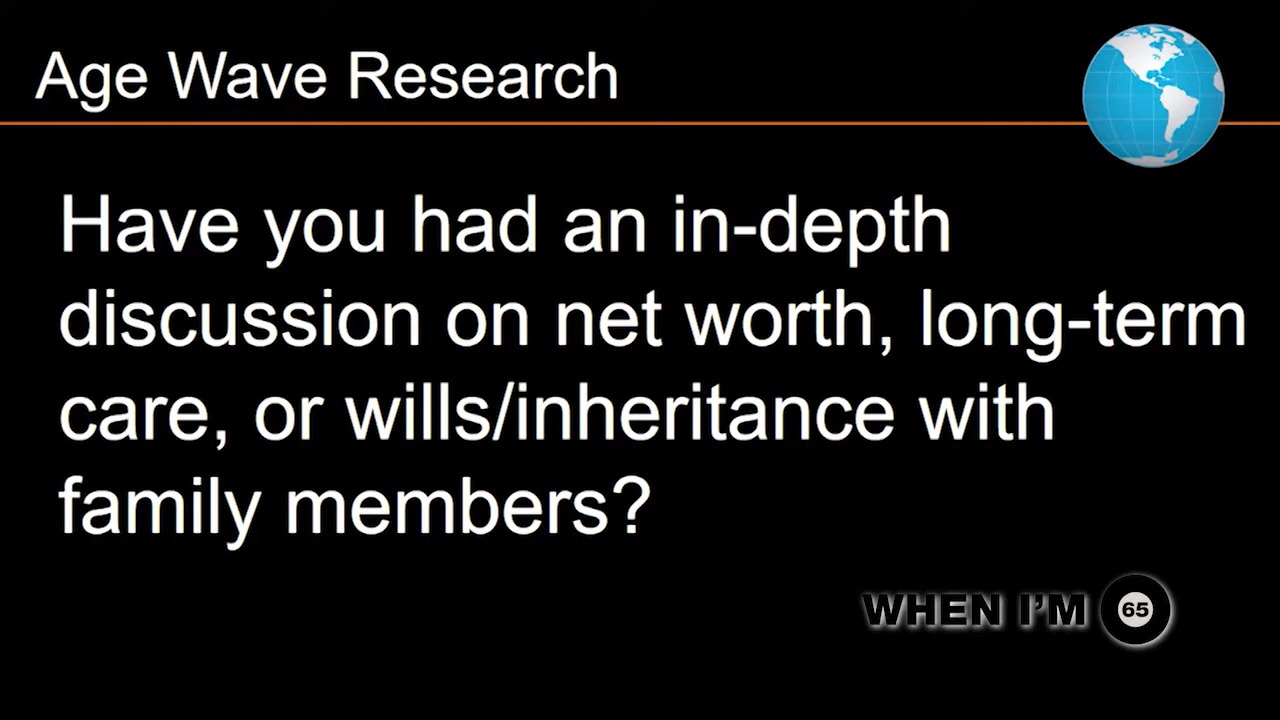 Age Wave Research
Have you had an in-depth
discussion on net worth, long-term
care, or wills/inheritance with
family members?
WHEN I'M 65